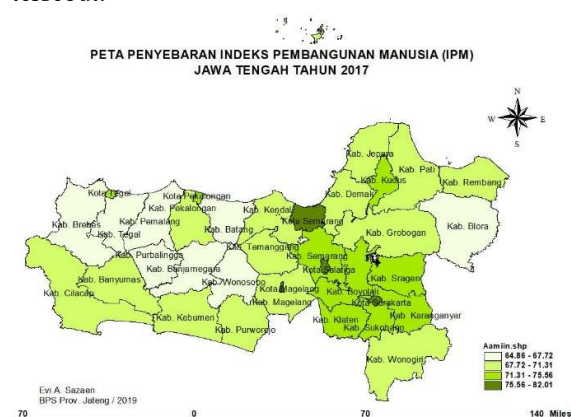 PETA PENYEBARAN INDEKS PEMBANGUNAN MANUSIA (IPM)
JAWA TENGAH TAHUN 2017
N
W E
S
Kab. Jepara
Kab. Pati
Kab. Kudus
Kab. Rembang
Kota Tegal
Kota Pekalongan
Kab. Demak
Kab. Pekalongan
Kab. Kendal
Kota Semarang
Kab. Brebes
Kab. Pemalang
Kab. Batang
Kab. Grobogan
Kab. Blora
Kab. Tegal
Kab. Temanggung
Kab. Purbalingga
Kab. Semarang
Kab. Banjarnegara
Kota Salatiga
Kab. Banyumas
Kab. Wonosobo
Kab. Sragen
Kab. Cilacap
Kota Magelang
Kab. Boyolali
Kab. Magelang
Kota Surakarta
Kab. Kebumen
Kab. Purworejo
Kab. Klaten
Kab. Karanganyar
Kab. Sukoharjo
Kab. Wonogiri
Aamiin.shp
64.86 - 67.72
67.72 - 71.31
71.31 - 75.56
75.56 - 82.01
Evi A. Sazaen
BPS Prov. Jateng / 2019
70 0 70 140 Miles